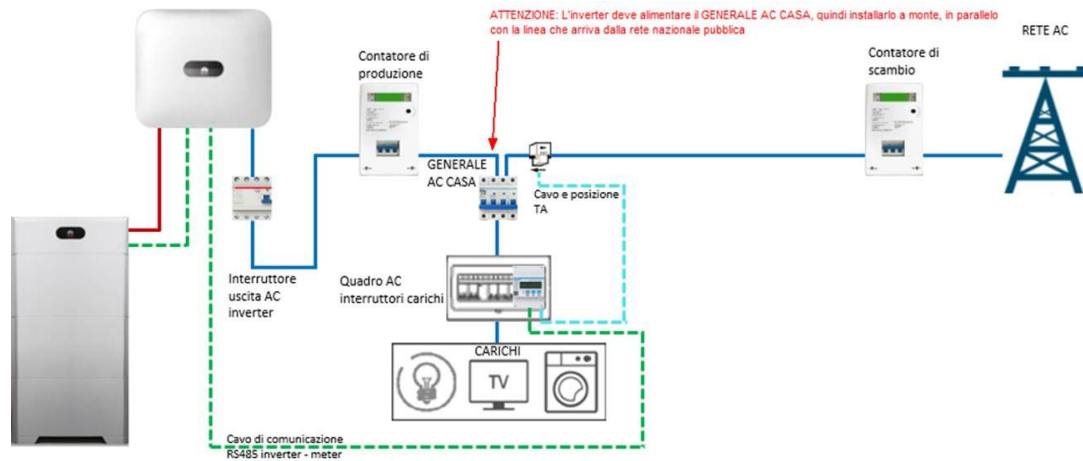 ATTENZIONE: L'inverter deve alimentare il GENERALE AC CASA, quindi installarlo a monte, in parallelo
con la linea che arriva dalla rete nazionale pubblica
RETE AC
Contatore di
produzione
Contatore di
scambio
GENERALE
AC CASA
Cavo e posizione
TA
Interruttore
uscita AC
inverter
Quadro AC
interruttori carichi
CARICHI
TV
Cavo di comunicazione
RS485 inverter - meter